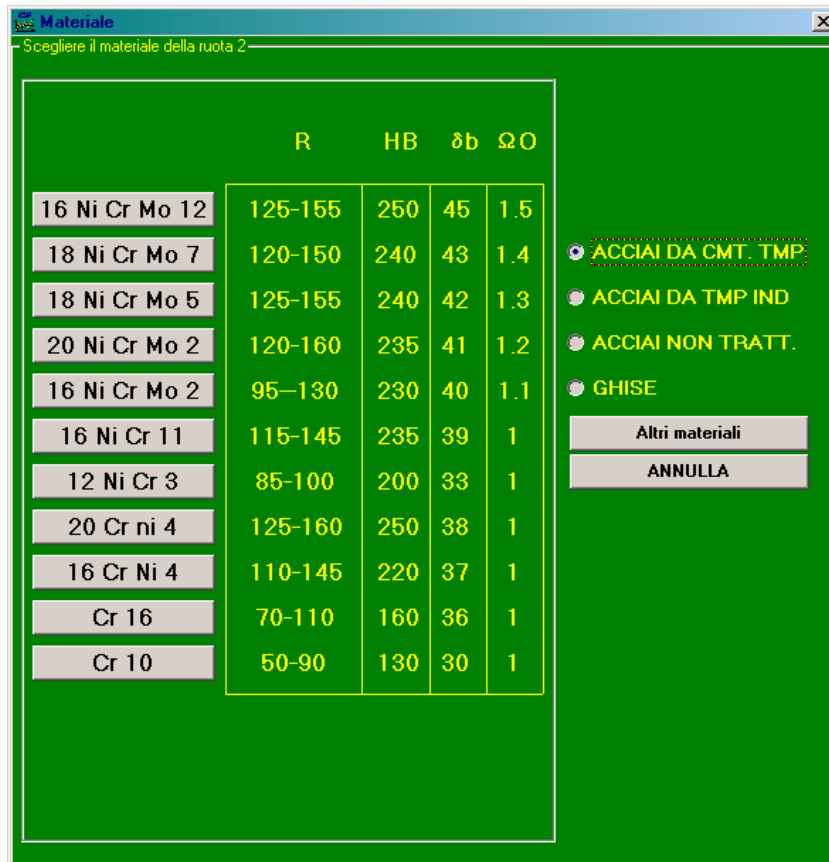 Materiale
Scegliere il materiale della ruota 2
R HB δb ΩO
16 Ni Cr Mo 12 125-155 250 45 1.5
18 Ni Cr Mo 7 120-150 240 43 1.4
18 Ni Cr Mo 5 125-155 240 42 1.3
20 Ni Cr Mo 2 120-160 235 41 1.2
16 Ni Cr Mo 2 95—130 230 40 1.1
16 Ni Cr 11 115-145 235 39 1
12 Ni Cr 3 85-100 200 33 1
20 Cr ni 4 125-160 250 38 1
16 Cr Ni 4 110-145 220 37 1
Cr 16 70-110 160 36 1
Cr 10 50-90 130 30 1
ACCIAI DA CMT. TMP
ACCIAI DA TMP IND
ACCIAI NON TRATT.
GHISE
Altri materiali
ANNULLA